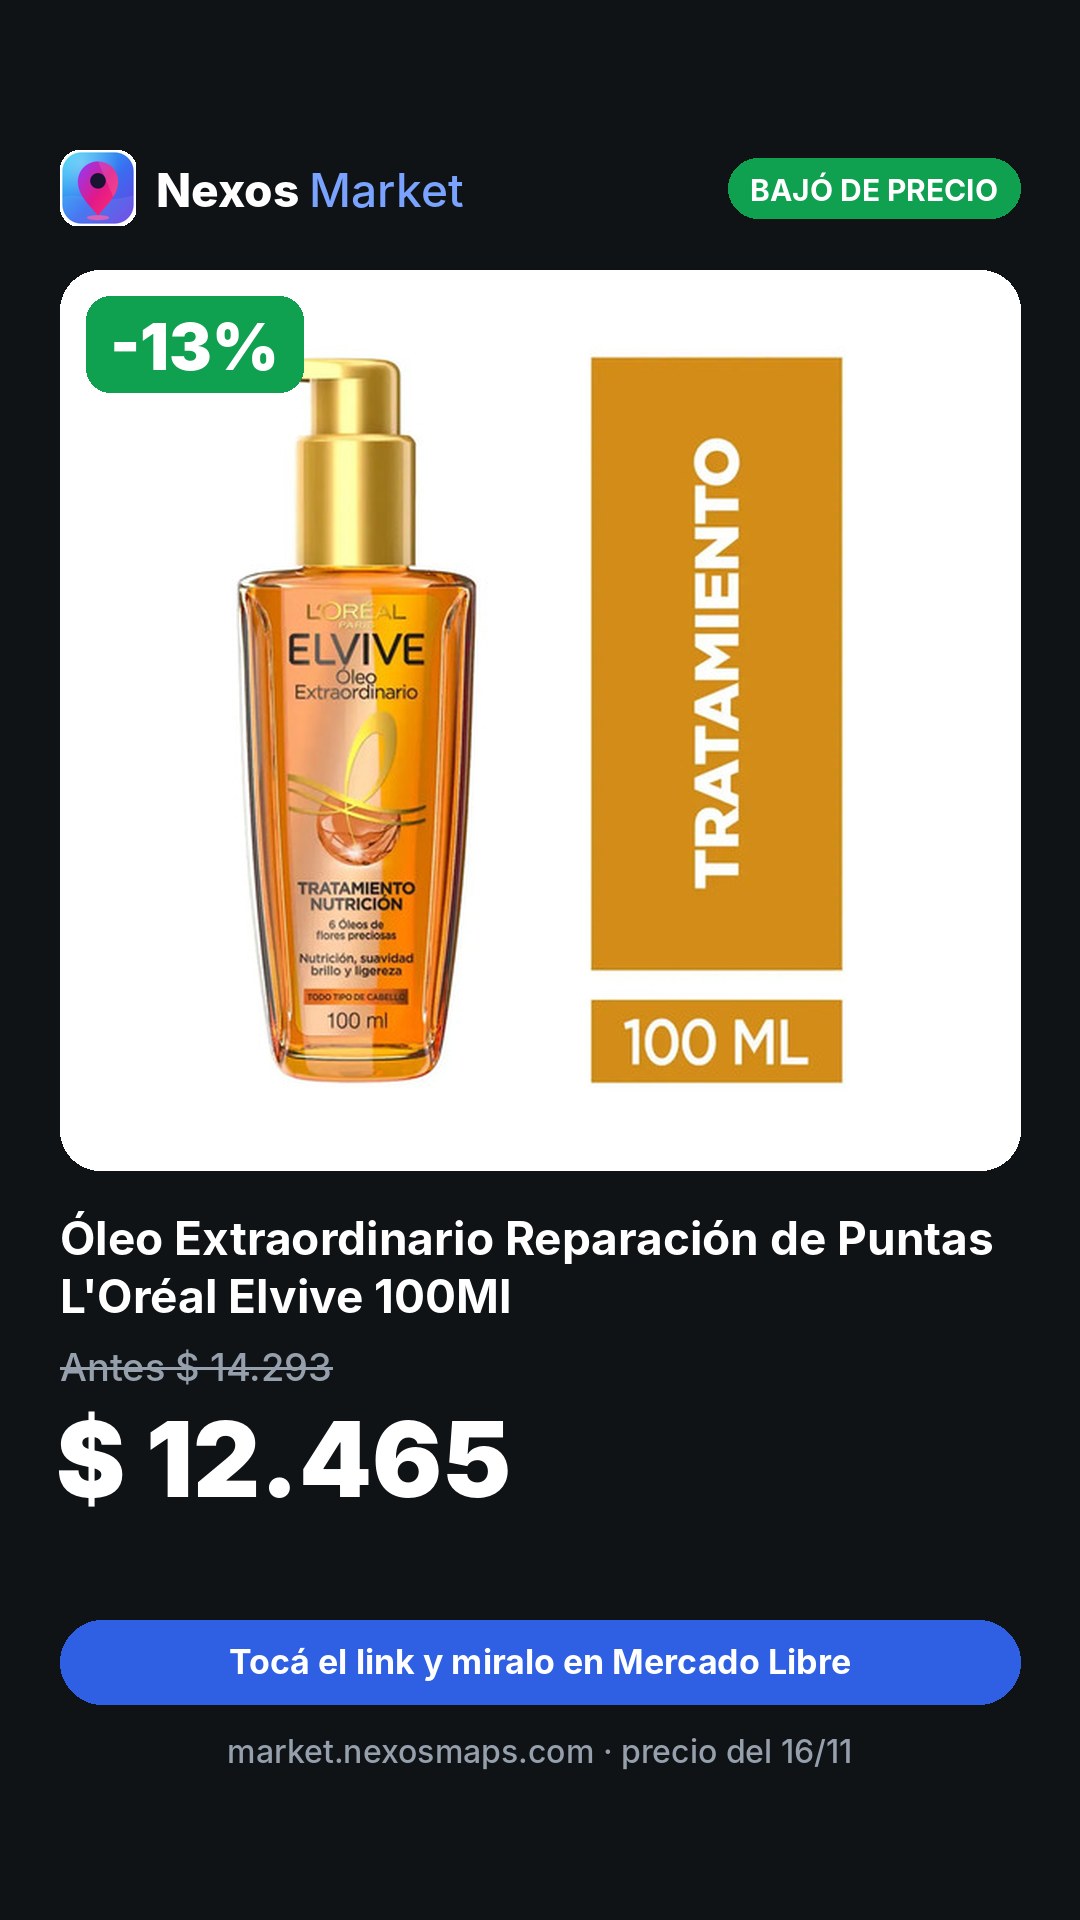 Nexos Market
BAJÓ DE PRECIO
-13%
L'ORÉAL
PARIS
ELVIVE
Óleo
Extraordinario
TRATAMIENTO
NUTRICIÓN
6 Óleos de
flores preciosas
Nutrición, suavidad
brillo y ligereza
TODO TIPO DE CABELLO
100 ml
TRATAMIENTO
100 ML
Óleo Extraordinario Reparación de Puntas
L'Oréal Elvive 100Ml
Antes $ 14.293
$ 12.465
Tocá el link y miralo en Mercado Libre
market.nexosmaps.com · precio del 16/11